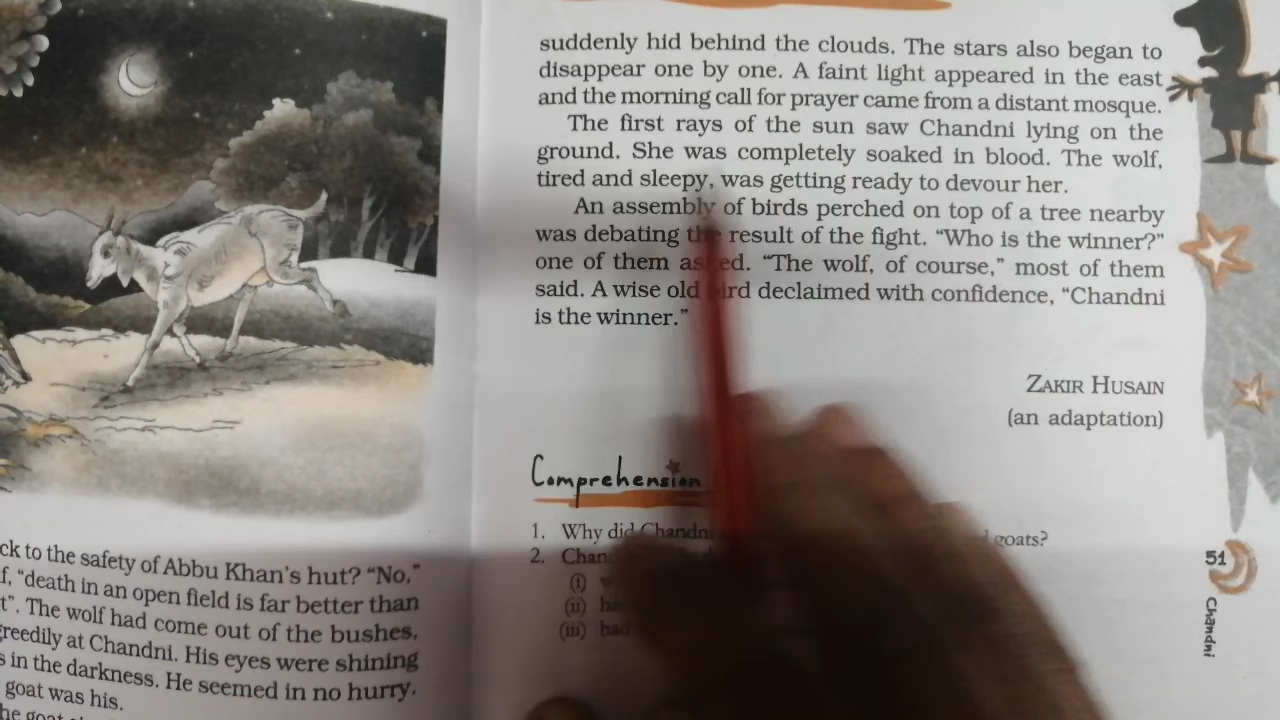 ck to the safety of Abbu Khan's hut? "No,"
f, "death in an open field is far better than
t". The wolf had come out of the bushes,
greedily at Chandni. His eyes were shining
s in the darkness. He seemed in no hurry.
goat was his.
suddenly hid behind the clouds. The stars also began to
disappear one by one. A faint light appeared in the east
and the morning call for prayer came from a distant mosque.
The first rays of the sun saw Chandni lying on the
ground. She was completely soaked in blood. The wolf,
tired and sleepy, was getting ready to devour her.
An assembly of birds perched on top of a tree nearby
was debating the result of the fight. "Who is the winner?"
one of them asked. "The wolf, of course," most of them
said. A wise old bird declaimed with confidence, "Chandni
is the winner."
ZAKIR HUSAIN
(an adaptation)
Comprehension
1. Why did Chandni goats?
2.
(i)
(ii)
(iii) had
51
Chandni